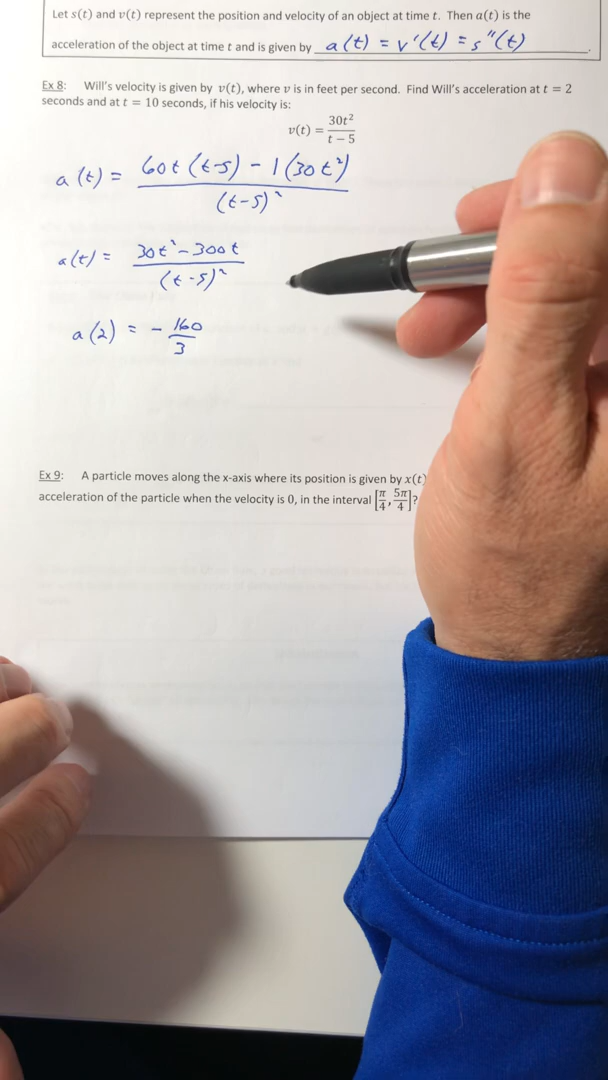 Let s(t) and v(t) represent the position and velocity of an object at time t. Then a(t) is the
acceleration of the object at time t and is given by a(t) = v'(t) = s"(t)
Ex 8: Will's velocity is given by v(t), where v is in feet per second. Find Will's acceleration at t = 2
seconds and at t = 10 seconds, if his velocity is:
v(t) = 30t²/(t − 5)
a(t) = (60t(t-5) - 1(30t²))/(t-5)²
a(t) = (30t² - 300t)/(t-5)²
a(2) = - 160/3
Ex 9: A particle moves along the x-axis where its position is given by x(t)
acceleration of the particle when the velocity is 0, in the interval [π/4, 5π/4]?